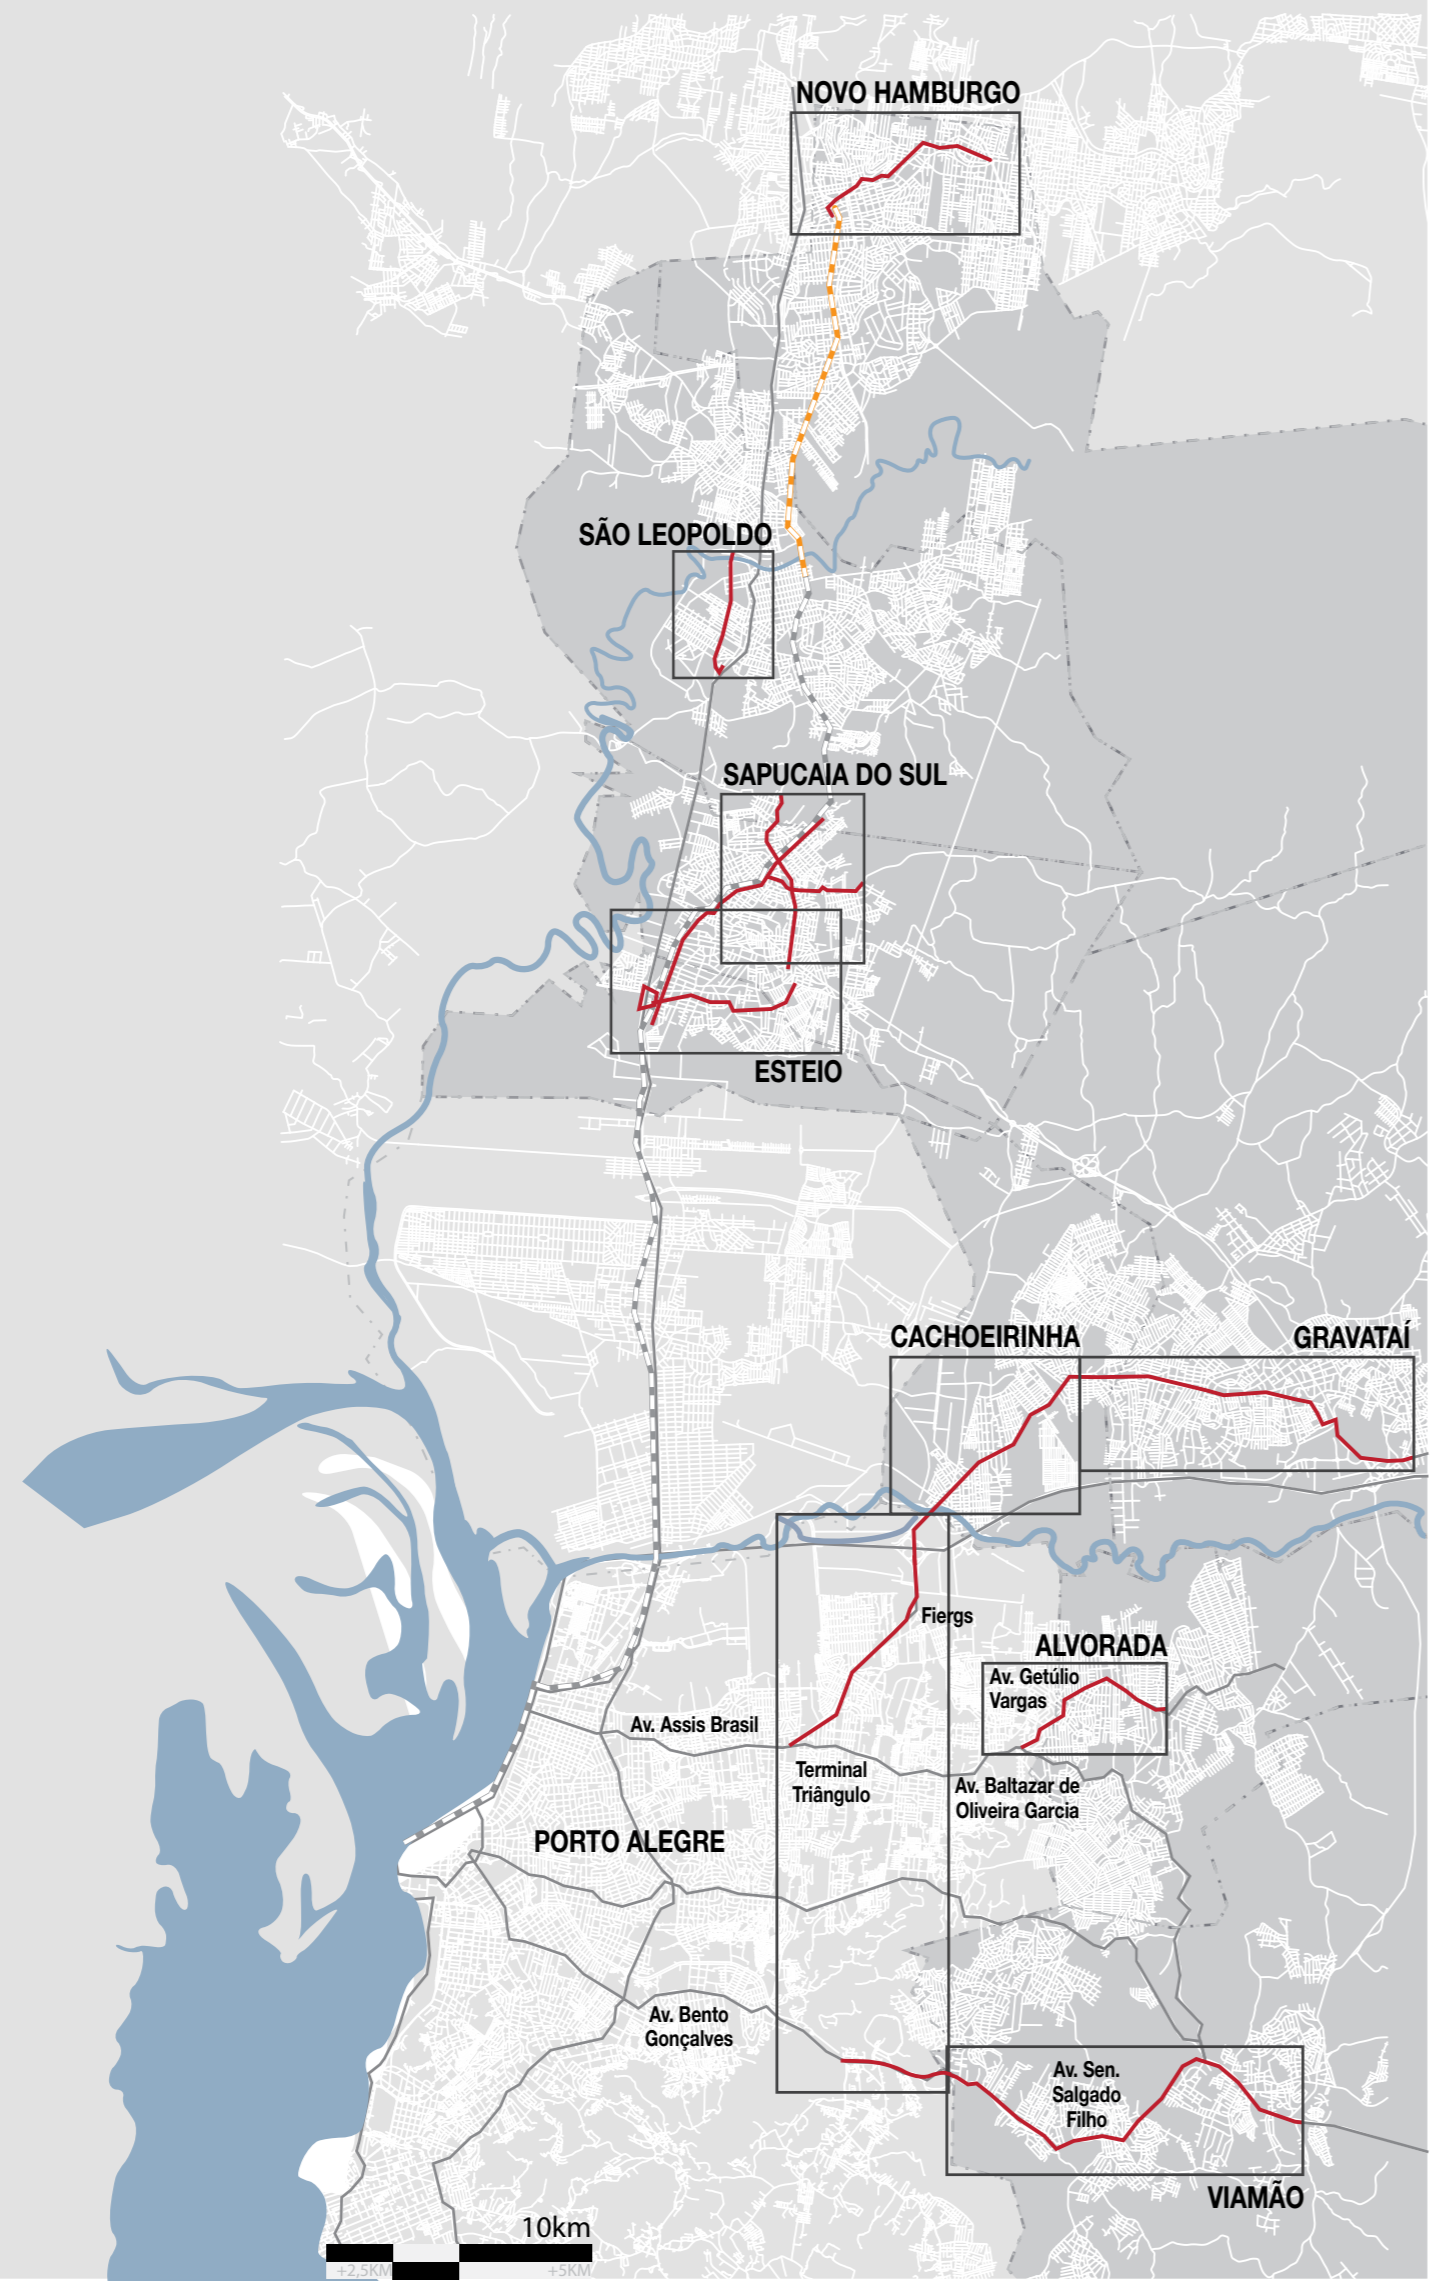 NOVO HAMBURGO
SÃO LEOPOLDO
SAPUCAIA DO SUL
ESTEIO
CACHOEIRINHA
GRAVATAÍ
Fiergs
ALVORADA
Av. Getúlio
Vargas
Av. Assis Brasil
Terminal
Triângulo
Av. Baltazar de
Oliveira Garcia
PORTO ALEGRE
Av. Bento
Gonçalves
Av. Sen.
Salgado
Filho
VIAMÃO
10km
+2,5KM
+5KM